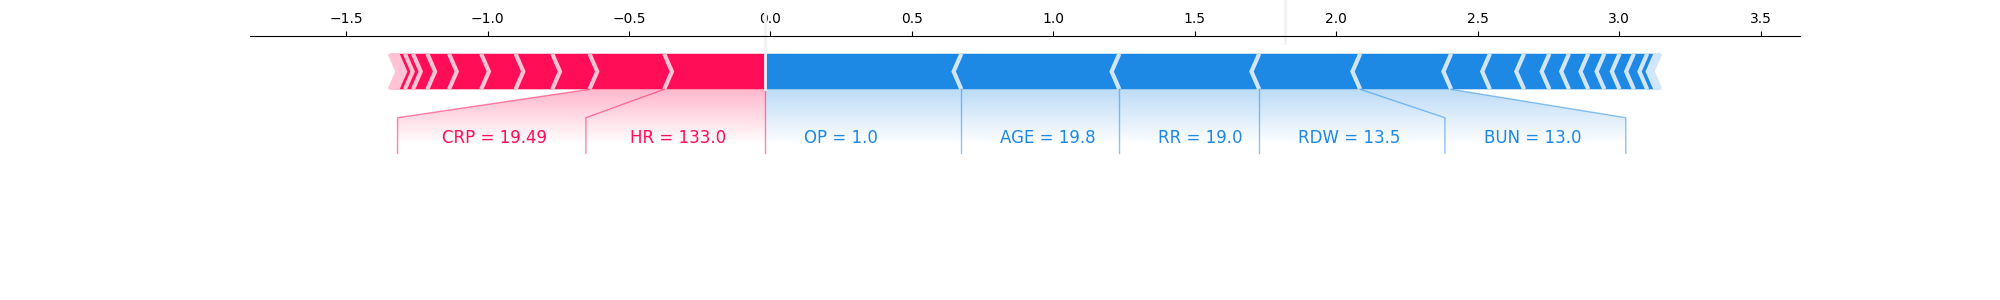 −1.5 −1.0 −0.5 0.0 0.5 1.0 1.5 2.0 2.5 3.0 3.5
CRP = 19.49 HR = 133.0 OP = 1.0 AGE = 19.8 RR = 19.0 RDW = 13.5 BUN = 13.0